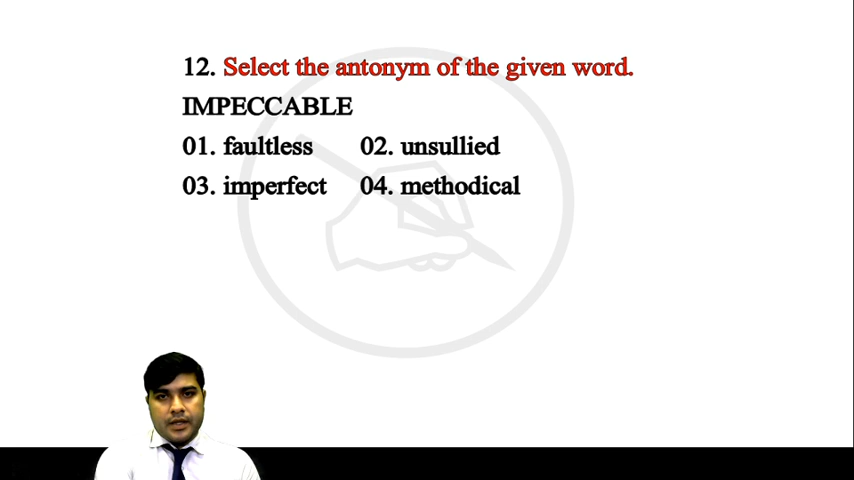 12. Select the antonym of the given word.
IMPECCABLE
01. faultless 02. unsullied
03. imperfect 04. methodical